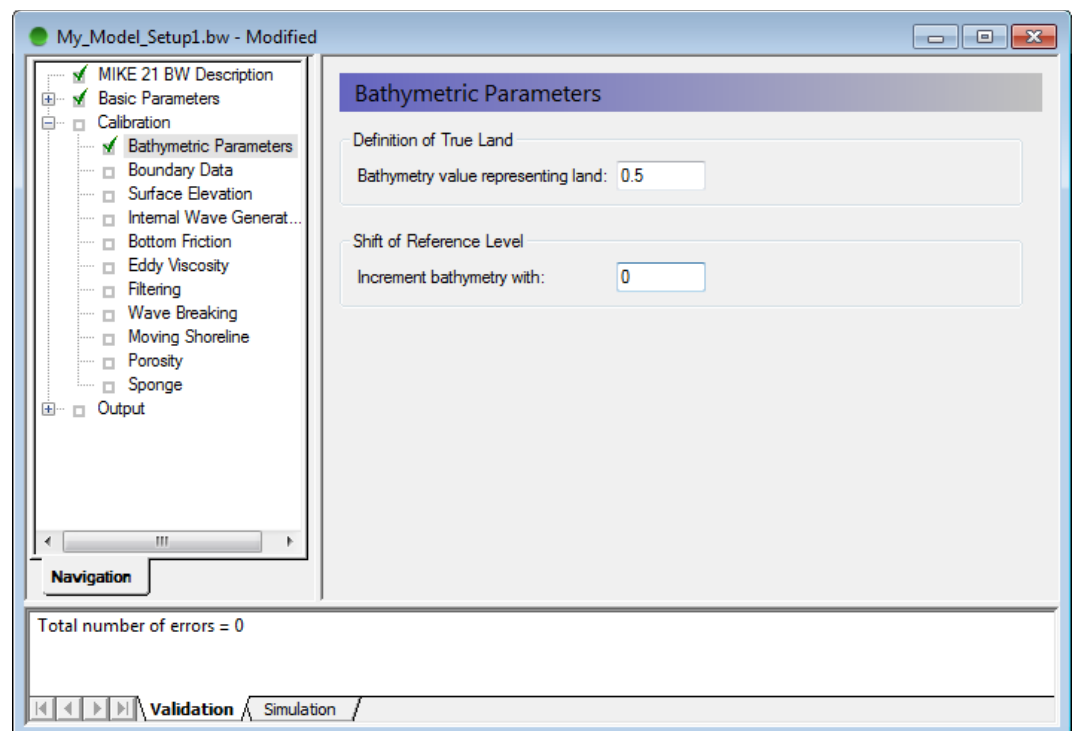 My_Model_Setup1.bw - Modified
MIKE 21 BW Description
Basic Parameters
Calibration
Bathymetric Parameters
Boundary Data
Surface Elevation
Internal Wave Generat...
Bottom Friction
Eddy Viscosity
Filtering
Wave Breaking
Moving Shoreline
Porosity
Sponge
Output
Navigation
Bathymetric Parameters
Definition of True Land
Bathymetry value representing land: 0.5
Shift of Reference Level
Increment bathymetry with: 0
Total number of errors = 0
Validation Simulation